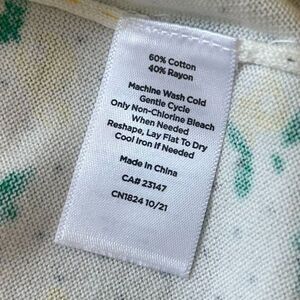 60% Cotton
40% Rayon
Machine Wash Cold
Gentle Cycle
Only Non-Chlorine Bleach
When Needed
Reshape, Lay Flat To Dry
Cool Iron If Needed
Made In China
CA# 23147
CN1824 10/21